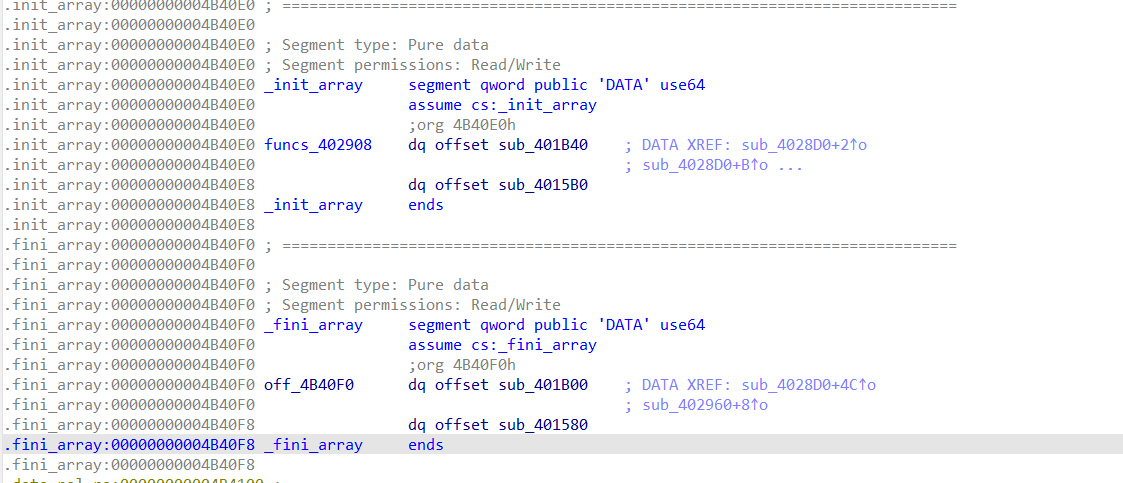 .init_array:00000000004B40E0 ; ===========================================================================
.init_array:00000000004B40E0
.init_array:00000000004B40E0 ; Segment type: Pure data
.init_array:00000000004B40E0 ; Segment permissions: Read/Write
.init_array:00000000004B40E0 _init_array     segment qword public 'DATA' use64
.init_array:00000000004B40E0                 assume cs:_init_array
.init_array:00000000004B40E0                 ;org 4B40E0h
.init_array:00000000004B40E0 funcs_402908    dq offset sub_401B40    ; DATA XREF: sub_4028D0+2↑o
.init_array:00000000004B40E0                                         ; sub_4028D0+B↑o ...
.init_array:00000000004B40E8                 dq offset sub_4015B0
.init_array:00000000004B40E8 _init_array     ends
.init_array:00000000004B40E8
.fini_array:00000000004B40F0 ; ===========================================================================
.fini_array:00000000004B40F0
.fini_array:00000000004B40F0 ; Segment type: Pure data
.fini_array:00000000004B40F0 ; Segment permissions: Read/Write
.fini_array:00000000004B40F0 _fini_array     segment qword public 'DATA' use64
.fini_array:00000000004B40F0                 assume cs:_fini_array
.fini_array:00000000004B40F0                 ;org 4B40F0h
.fini_array:00000000004B40F0 off_4B40F0      dq offset sub_401B00    ; DATA XREF: sub_4028D0+4C↑o
.fini_array:00000000004B40F0                                         ; sub_402960+8↑o
.fini_array:00000000004B40F8                 dq offset sub_401580
.fini_array:00000000004B40F8 _fini_array     ends
.fini_array:00000000004B40F8